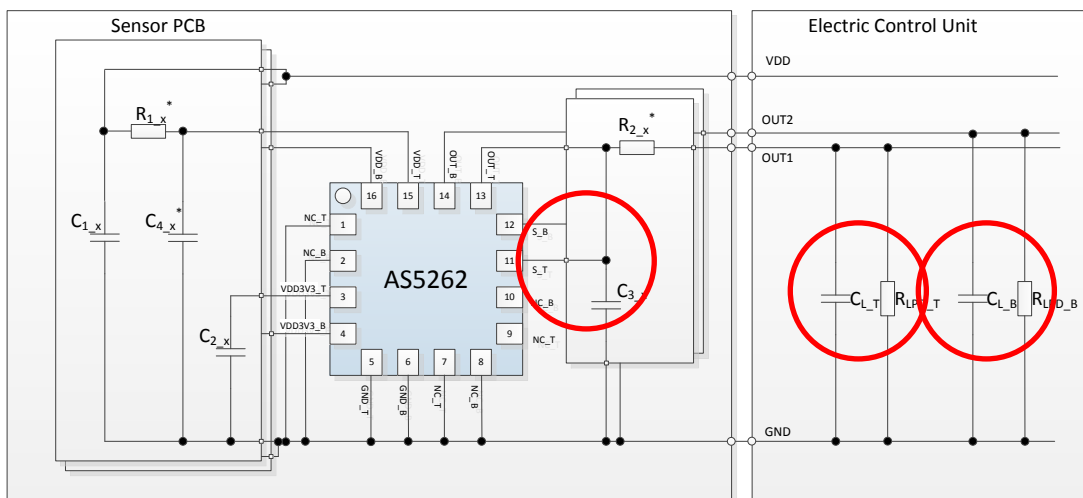 Sensor PCB
Electric Control Unit
VDD
R1_x*
R2_x*
OUT2
OUT1
VDD_B
VDD_T
OUT_B
OUT_T
16
15
14
13
NC_T
1
12
S_B
C1_x
C4_x*
NC_B
2
11
S_T
AS5262
VDD3V3_T
3
10
NC_B
C3_x
CL_T
RLPD_T
CL_B
RLPD_B
VDD3V3_B
4
9
NC_T
C2_x
5
6
7
8
GND_T
GND_B
NC_T
NC_B
GND